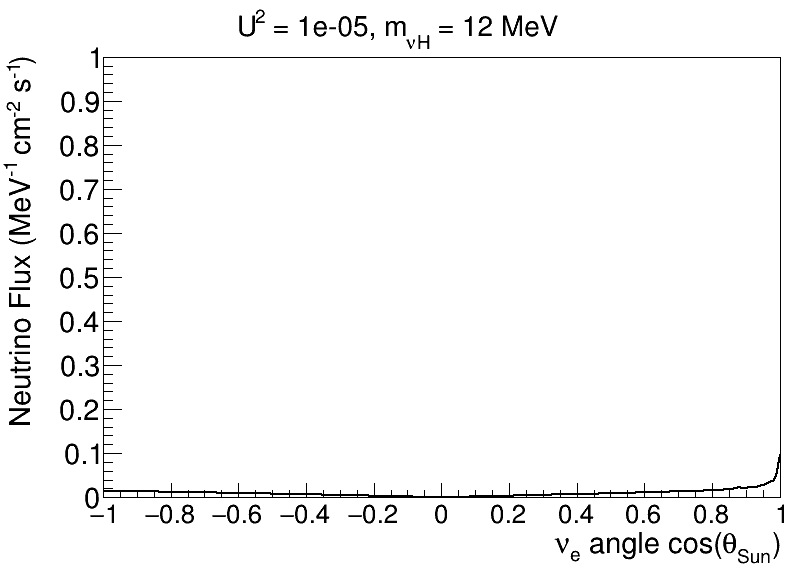 U² = 1e-05, m_νH = 12 MeV
Neutrino Flux (MeV⁻¹ cm⁻² s⁻¹)
1
0.9
0.8
0.7
0.6
0.5
0.4
0.3
0.2
0.1
0
−1 −0.8 −0.6 −0.4 −0.2 0 0.2 0.4 0.6 0.8 1
ν_e angle cos(θ_Sun)